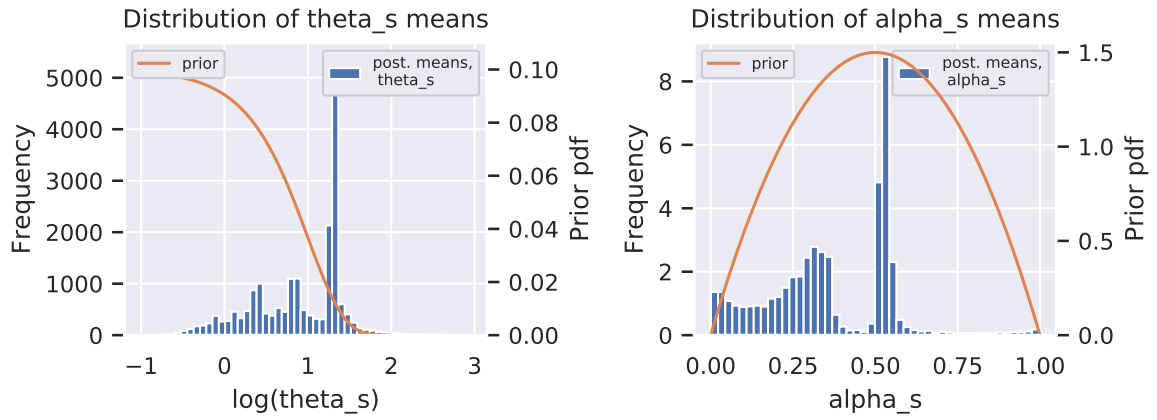 Distribution of theta_s means
prior
post. means,
theta_s
5000
4000
3000
2000
1000
0
Frequency
0.10
0.08
0.06
0.04
0.02
0.00
Prior pdf
−1
0
1
2
3
log(theta_s)
Distribution of alpha_s means
prior
post. means,
alpha_s
8
6
4
2
0
Frequency
1.5
1.0
0.5
0.0
Prior pdf
0.00
0.25
0.50
0.75
1.00
alpha_s